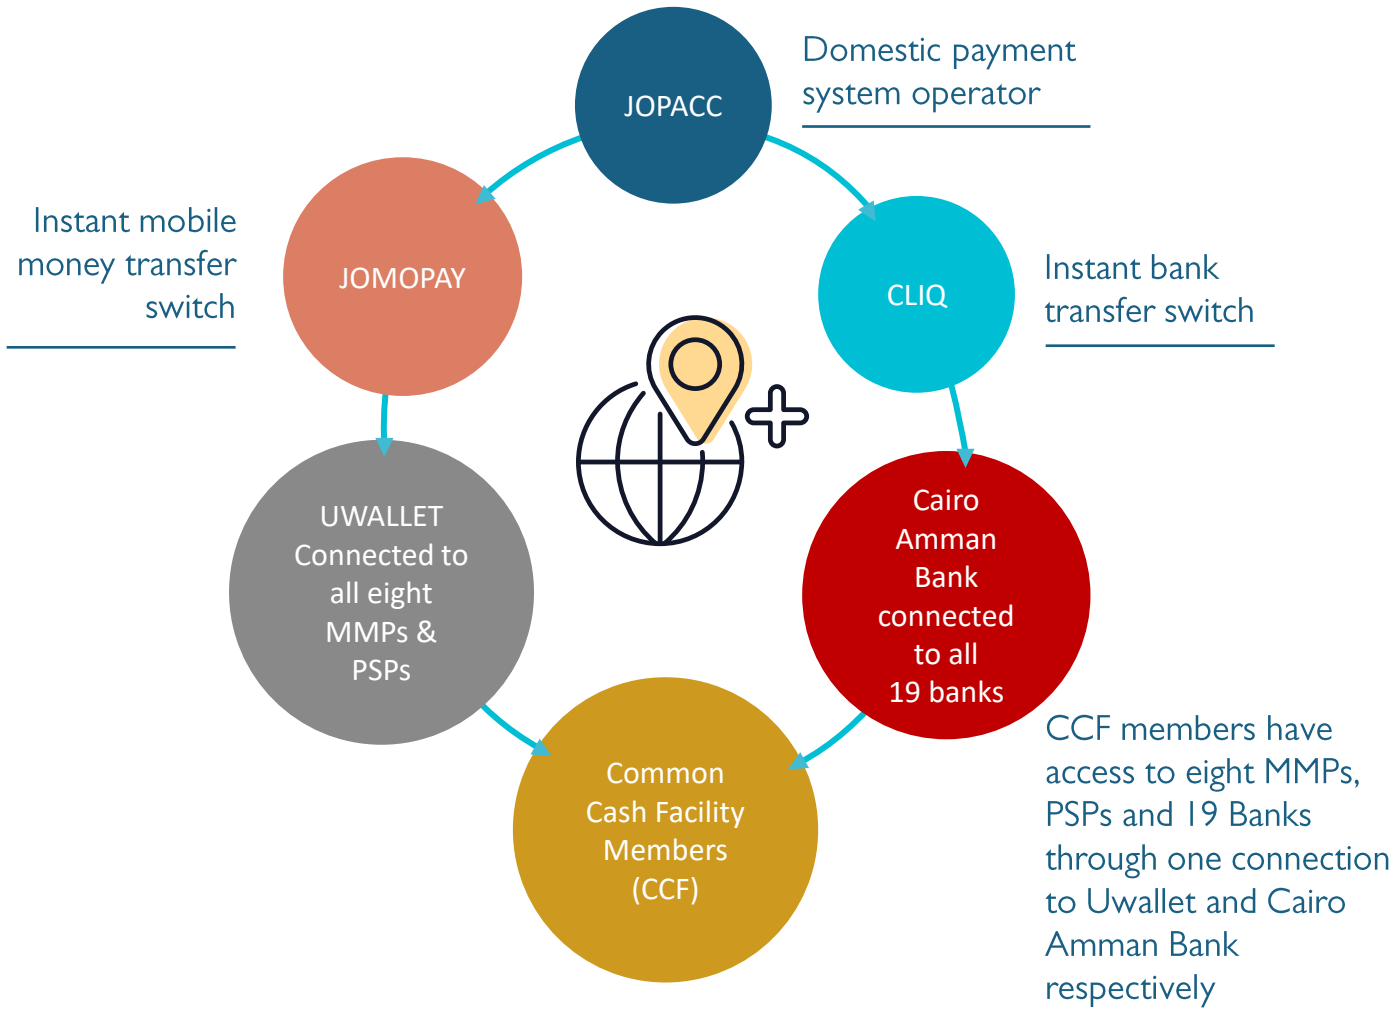 JOPACC
Domestic payment
system operator
Instant mobile
money transfer
switch
JOMOPAY
CLIQ
Instant bank
transfer switch
UWALLET
Connected to
all eight
MMPs &
PSPs
Cairo
Amman
Bank
connected
to all
19 banks
Common
Cash Facility
Members
(CCF)
CCF members have
access to eight MMPs,
PSPs and 19 Banks
through one connection
to Uwallet and Cairo
Amman Bank
respectively